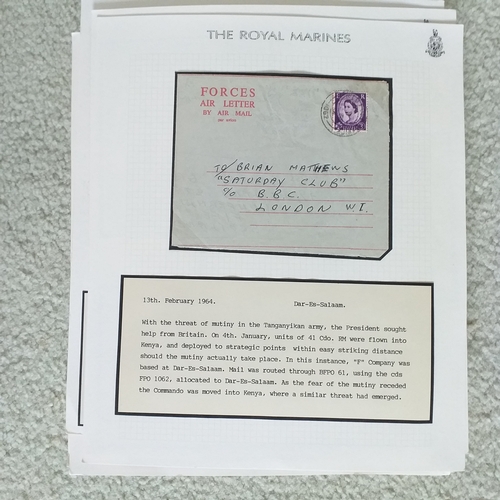 THE ROYAL MARINES
FORCES
AIR LETTER
BY AIR MAIL
PAR AVION
TO/ BRIAN MATHEWS
"SATURDAY CLUB"
C/O B.B.C.
LONDON W1.
13th. February 1964. Dar-Es-Salaam.
With the threat of mutiny in the Tanganyikan army, the President sought
help from Britain. On 4th. January, units of 41 Cdo. RM were flown into
Kenya, and deployed to strategic points within easy striking distance
should the mutiny actually take place. In this instance, "F" Company was
based at Dar-Es-Salaam. Mail was routed through BFPO 61, using the cds
FPO 1062, allocated to Dar-Es-Salaam. As the fear of the mutiny receded
the Commando was moved into Kenya, where a similar threat had emerged.